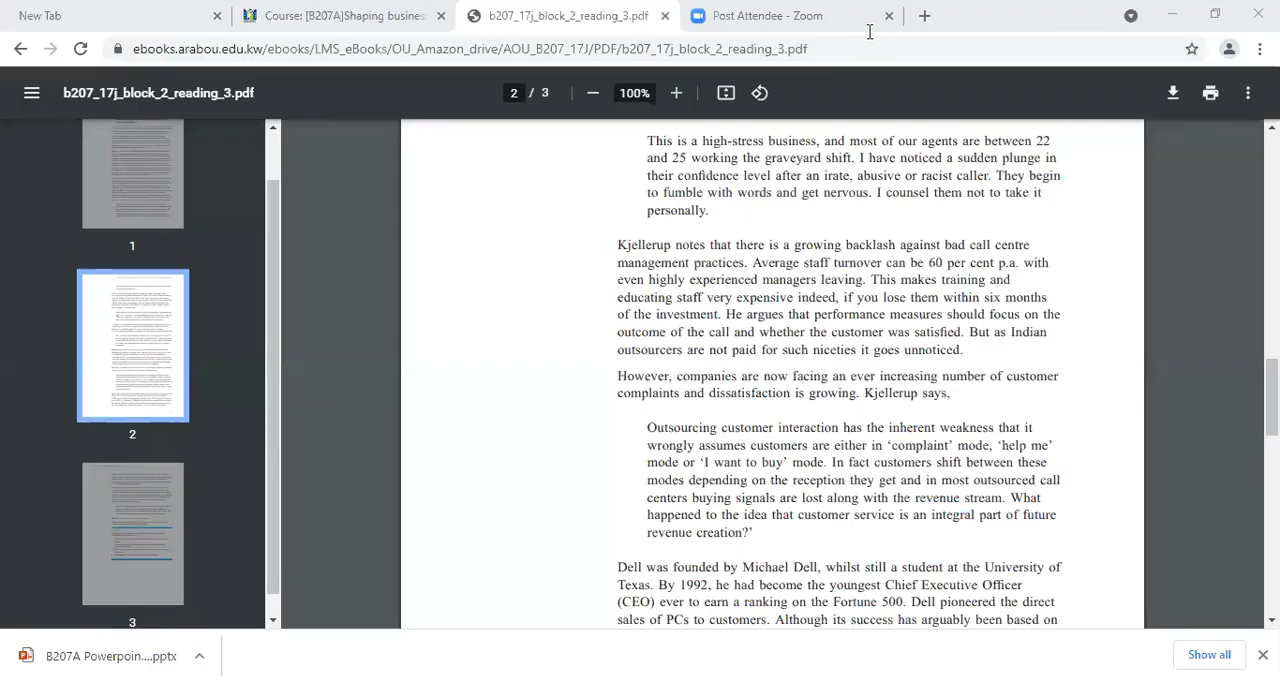 New Tab
Course: [B207A]Shaping busines
b207_17j_block_2_reading_3.pdf
Post Attendee - Zoom
ebooks.arabou.edu.kw/ebooks/LMS_eBooks/OU_Amazon_drive/AOU_B207_17J/PDF/b207_17j_block_2_reading_3.pdf
b207_17j_block_2_reading_3.pdf
2 / 3
100%
This is a high-stress business, and most of our agents are between 22
and 25 working the graveyard shift. I have noticed a sudden plunge in
their confidence level after an irate, abusive or racist caller. They begin
to fumble with words and get nervous. I counsel them not to take it
personally.
Kjellerup notes that there is a growing backlash against bad call centre
management practices. Average staff turnover can be 60 per cent p.a. with
even highly experienced managers leaving. This makes training and
educating staff very expensive indeed, if you lose them within six months
of the investment. He argues that performance measures should focus on the
outcome of the call and whether the customer was satisfied. But as Indian
outsourcers are not paid for such niceties it goes unnoticed.
However, companies are now facing an ever increasing number of customer
complaints and dissatisfaction is growing. Kjellerup says,
Outsourcing customer interaction has the inherent weakness that it
wrongly assumes customers are either in ‘complaint’ mode, ‘help me’
mode or ‘I want to buy’ mode. In fact customers shift between these
modes depending on the reception they get and in most outsourced call
centers buying signals are lost along with the revenue stream. What
happened to the idea that customer service is an integral part of future
revenue creation?’
Dell was founded by Michael Dell, whilst still a student at the University of
Texas. By 1992, he had become the youngest Chief Executive Officer
(CEO) ever to earn a ranking on the Fortune 500. Dell pioneered the direct
sales of PCs to customers. Although its success has arguably been based on
1
2
3
B207A Powerpoin....pptx
Show all